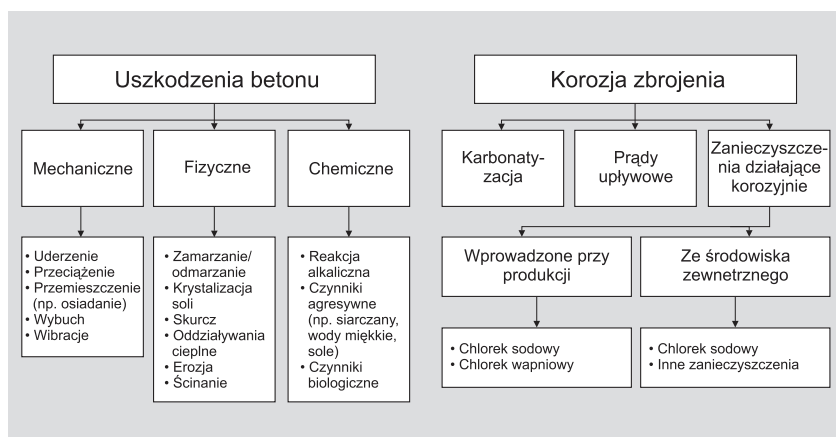 Uszkodzenia betonu
Mechaniczne
Fizyczne
Chemiczne
• Uderzenie
• Przeciążenie
• Przemieszczenie
(np. osiadanie)
• Wybuch
• Wibracje
• Zamarzanie/
odmarzanie
• Krystalizacja
soli
• Skurcz
• Oddziaływania
cieplne
• Erozja
• Ścinanie
• Reakcja
alkaliczna
• Czynniki
agresywne
(np. siarczany,
wody miękkie,
sole)
• Czynniki
biologiczne
Korozja zbrojenia
Karbonaty-
zacja
Prądy
upływowe
Zanieczyszcze-
nia działające
korozyjnie
Wprowadzone przy
produkcji
Ze środowiska
zewnetrznego
• Chlorek sodowy
• Chlorek wapniowy
• Chlorek sodowy
• Inne zanieczyszczenia